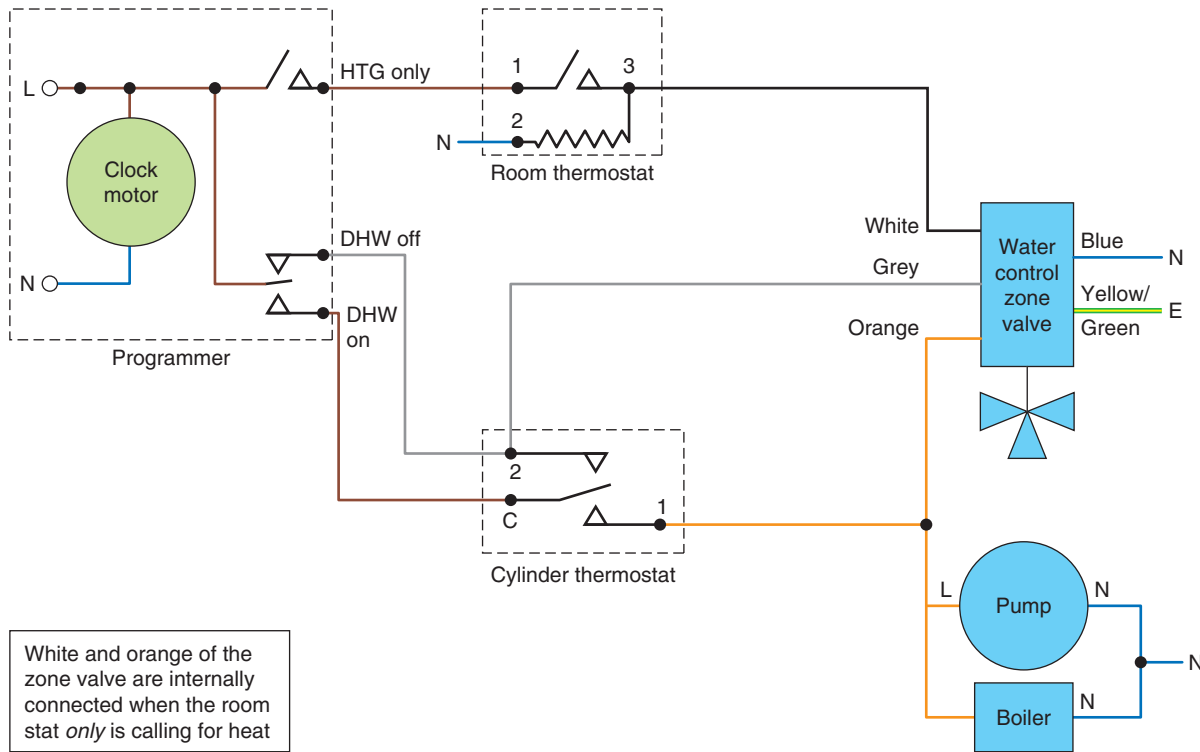 L
HTG only
1
3
2
N
Room thermostat
Clock
motor
N
DHW off
DHW
on
Programmer
White
Grey
Orange
Water
control
zone
valve
Blue
N
Yellow/
Green
E
2
C
1
Cylinder thermostat
L
Pump
N
N
Boiler
N
White and orange of the
zone valve are internally
connected when the room
stat only is calling for heat